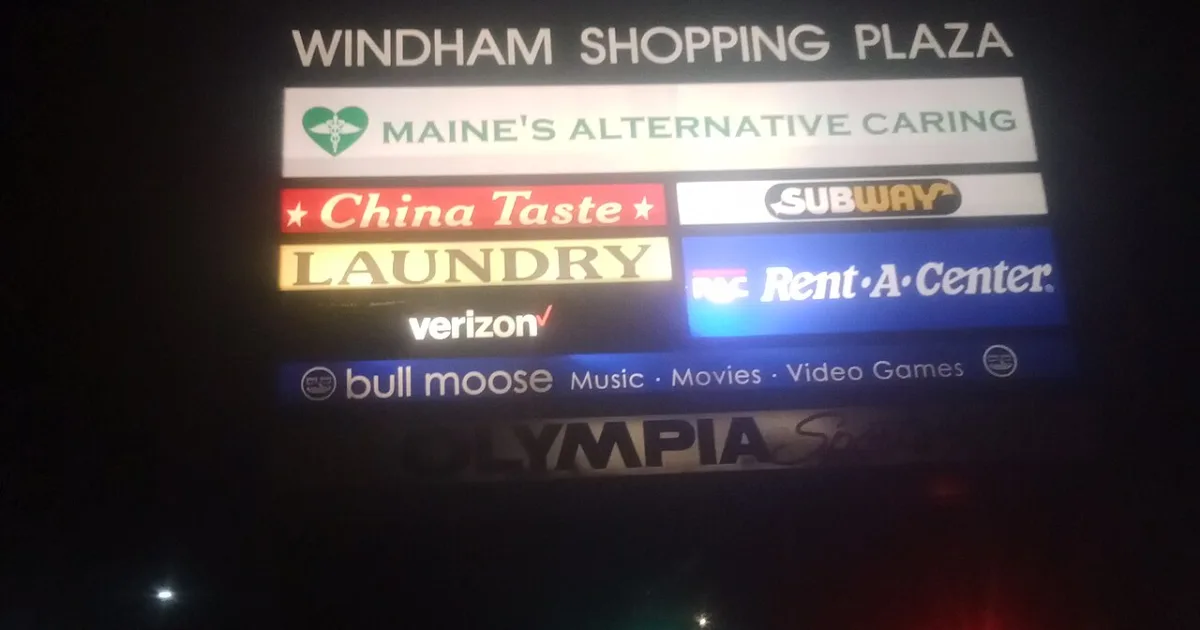 WINDHAM SHOPPING PLAZA
MAINE'S ALTERNATIVE CARING
China Taste
SUBWAY
LAUNDRY
RAC Rent·A·Center®
verizon
bull moose Music · Movies · Video Games
OLYMPIA